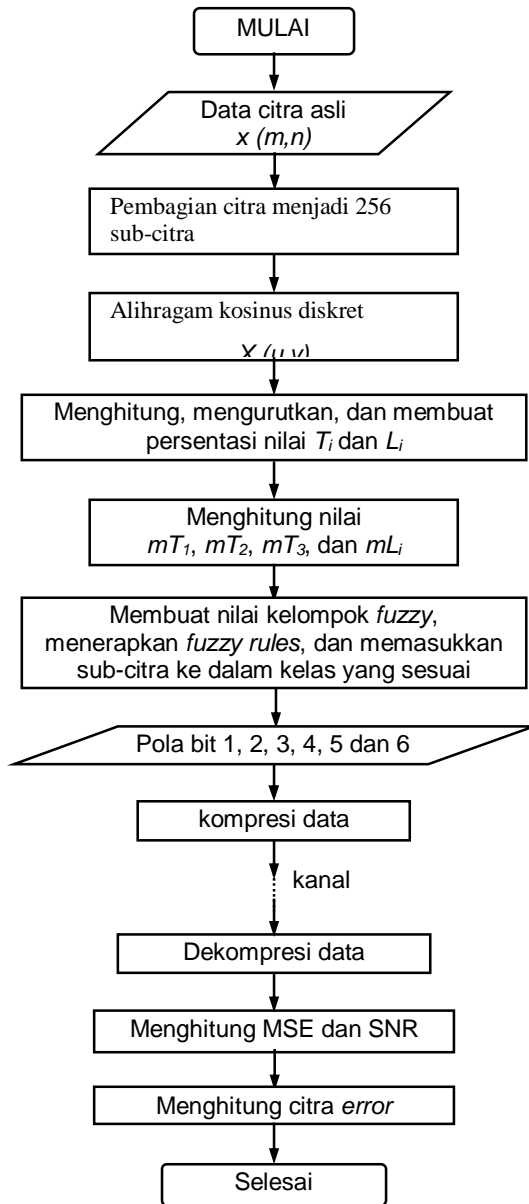 MULAI
Data citra asli
x (m,n)
Pembagian citra menjadi 256
sub-citra
Alihragam kosinus diskret
X (u,v)
Menghitung, mengurutkan, dan membuat
persentasi nilai Ti dan Li
Menghitung nilai
mT1, mT2, mT3, dan mLi
Membuat nilai kelompok fuzzy,
menerapkan fuzzy rules, dan memasukkan
sub-citra ke dalam kelas yang sesuai
Pola bit 1, 2, 3, 4, 5 dan 6
kompresi data
kanal
Dekompresi data
Menghitung MSE dan SNR
Menghitung citra error
Selesai